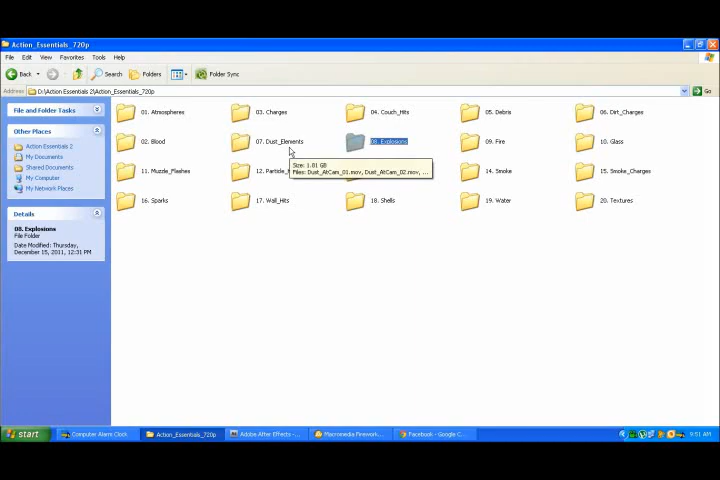 Action_Essentials_720p
File Edit View Favorites Tools Help
Back Search Folders Folder Sync
Address D:\Action Essentials 2\Action_Essentials_720p Go
File and Folder Tasks
Other Places
Action Essentials 2
My Documents
Shared Documents
My Computer
My Network Places
Details
08. Explosions
File Folder
Date Modified: Thursday,
December 15, 2011, 12:31 PM
01. Atmospheres 03. Charges 04. Couch_Hits 05. Debris 06. Dirt_Charges
02. Blood 07. Dust_Elements 08. Explosions 09. Fire 10. Glass
11. Muzzle_Flashes 12. Particle_ 14. Smoke 15. Smoke_Charges
Size: 1.01 GB
Files: Dust_AtCam_01.mov, Dust_AtCam_02.mov, ...
16. Sparks 17. Wall_Hits 18. Shells 19. Water 20. Textures
start Computer Alarm Clock Action_Essentials_720p Adobe After Effects -... Macromedia Firework... Facebook - Google C... 9:51 AM